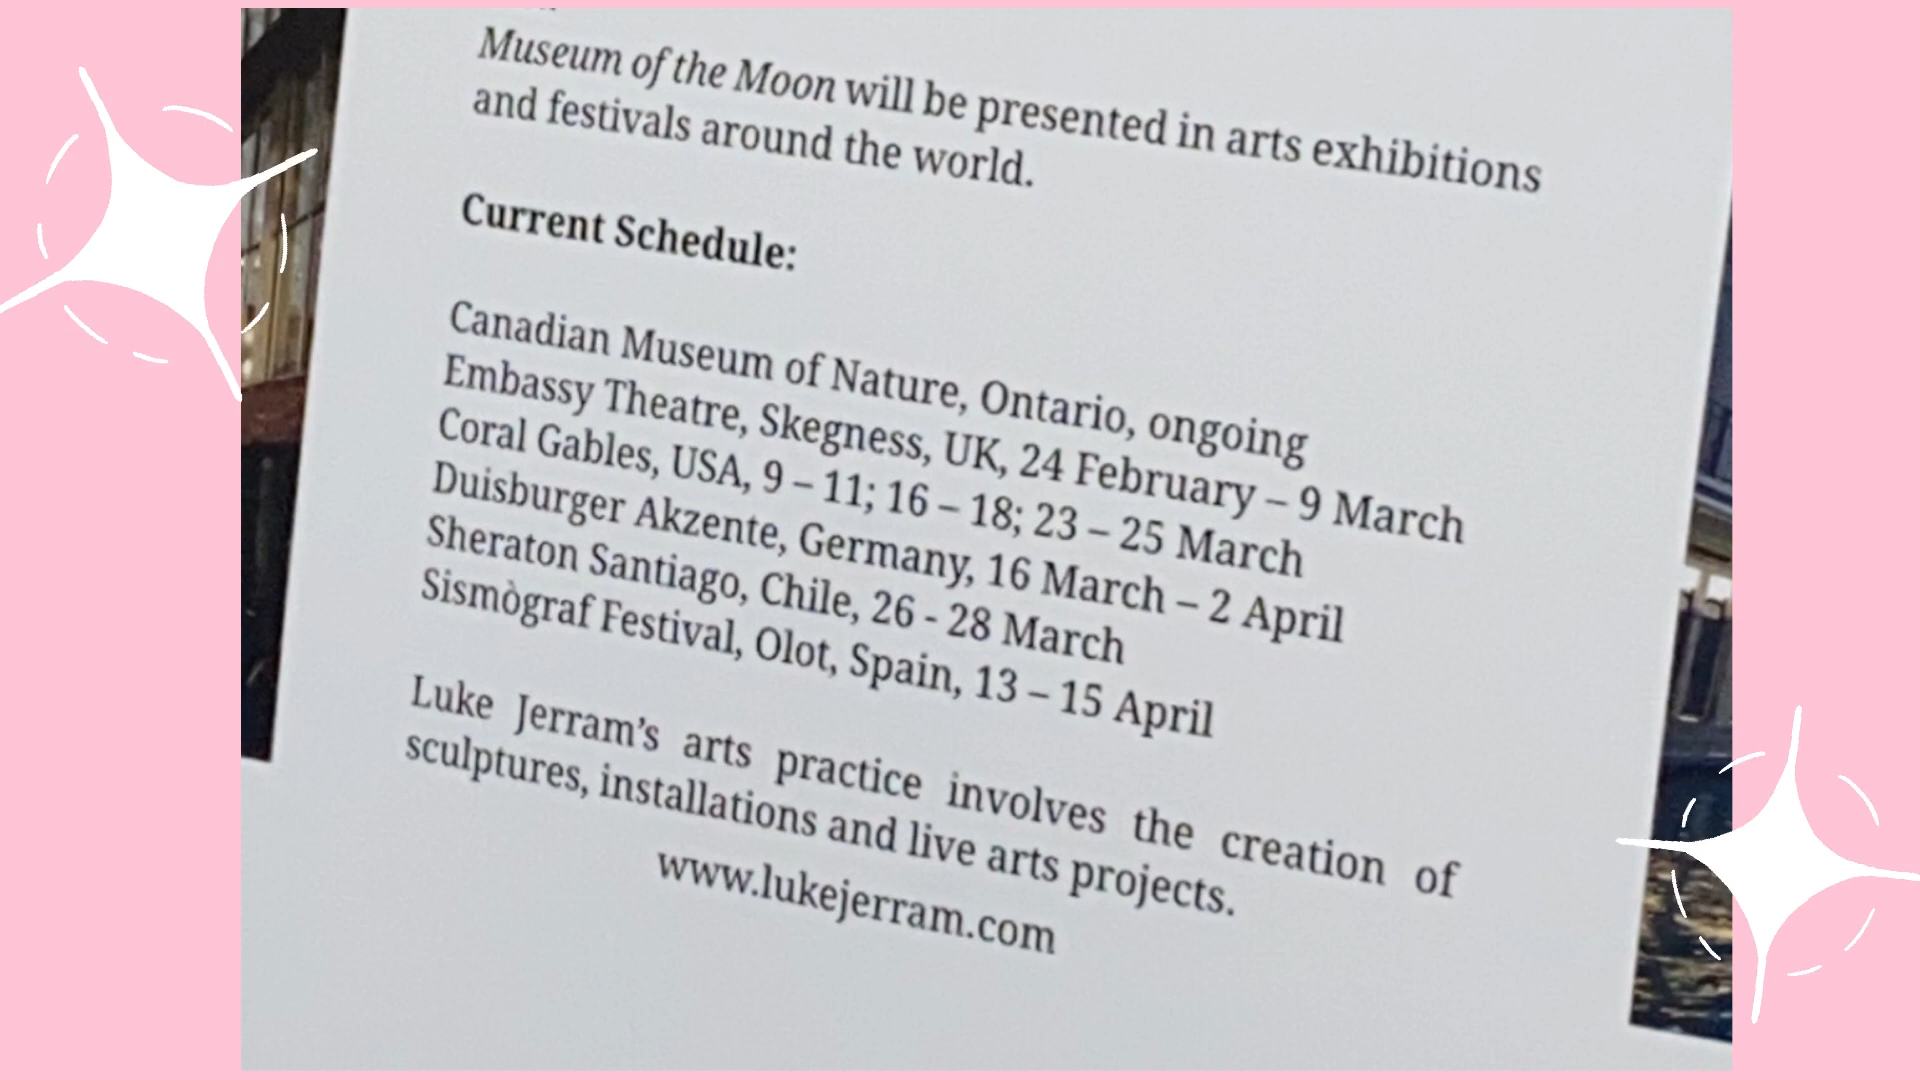 Museum of the Moon will be presented in arts exhibitions
and festivals around the world.
Current Schedule:
Canadian Museum of Nature, Ontario, ongoing
Embassy Theatre, Skegness, UK, 24 February – 9 March
Coral Gables, USA, 9 – 11; 16 – 18; 23 – 25 March
Duisburger Akzente, Germany, 16 March – 2 April
Sheraton Santiago, Chile, 26 - 28 March
Sismògraf Festival, Olot, Spain, 13 – 15 April
Luke Jerram’s arts practice involves the creation of
sculptures, installations and live arts projects.
www.lukejerram.com